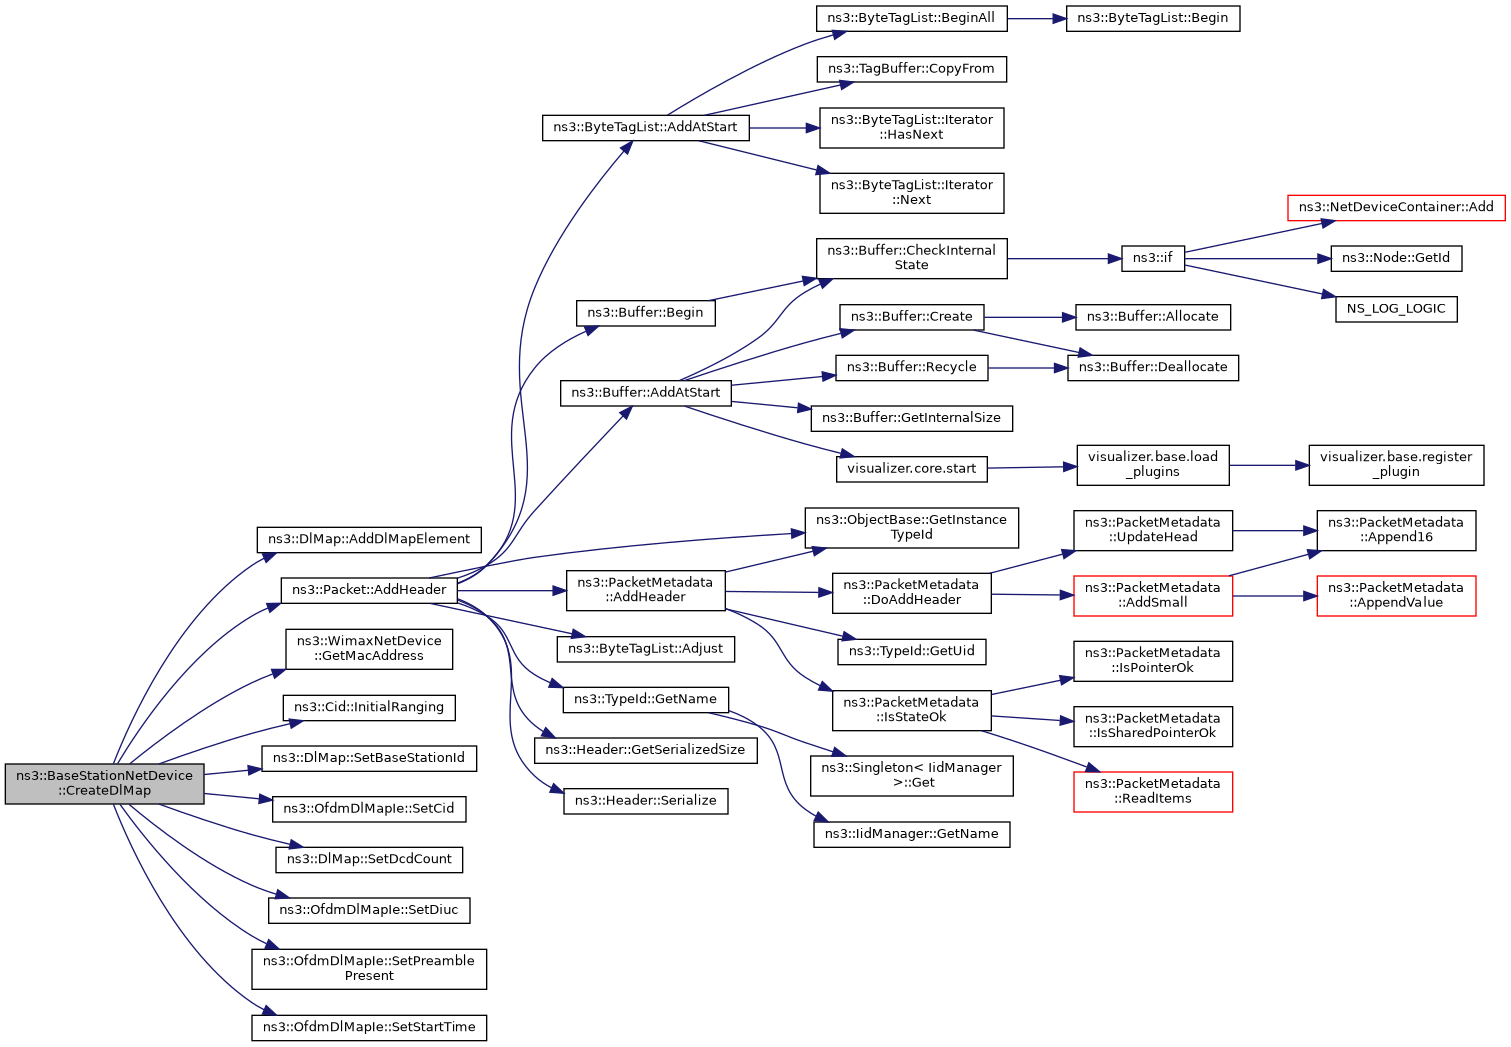 ns3::BaseStationNetDevice
::CreateDlMap
ns3::DlMap::AddDlMapElement
ns3::Packet::AddHeader
ns3::WimaxNetDevice
::GetMacAddress
ns3::Cid::InitialRanging
ns3::DlMap::SetBaseStationId
ns3::OfdmDlMapIe::SetCid
ns3::DlMap::SetDcdCount
ns3::OfdmDlMapIe::SetDiuc
ns3::OfdmDlMapIe::SetPreamble
Present
ns3::OfdmDlMapIe::SetStartTime
ns3::ByteTagList::AddAtStart
ns3::Buffer::Begin
ns3::Buffer::AddAtStart
ns3::PacketMetadata
::AddHeader
ns3::ByteTagList::Adjust
ns3::TypeId::GetName
ns3::Header::GetSerializedSize
ns3::Header::Serialize
ns3::ByteTagList::BeginAll
ns3::TagBuffer::CopyFrom
ns3::ByteTagList::Iterator
::HasNext
ns3::ByteTagList::Iterator
::Next
ns3::Buffer::CheckInternal
State
ns3::Buffer::Create
ns3::Buffer::Recycle
ns3::Buffer::GetInternalSize
visualizer.core.start
ns3::ObjectBase::GetInstance
TypeId
ns3::PacketMetadata
::DoAddHeader
ns3::TypeId::GetUid
ns3::PacketMetadata
::IsStateOk
ns3::Singleton< IidManager
>::Get
ns3::IidManager::GetName
ns3::ByteTagList::Begin
ns3::if
ns3::Buffer::Allocate
ns3::Buffer::Deallocate
visualizer.base.load
_plugins
ns3::PacketMetadata
::UpdateHead
ns3::PacketMetadata
::AddSmall
ns3::PacketMetadata
::IsPointerOk
ns3::PacketMetadata
::IsSharedPointerOk
ns3::PacketMetadata
::ReadItems
ns3::NetDeviceContainer::Add
ns3::Node::GetId
NS_LOG_LOGIC
visualizer.base.register
_plugin
ns3::PacketMetadata
::Append16
ns3::PacketMetadata
::AppendValue